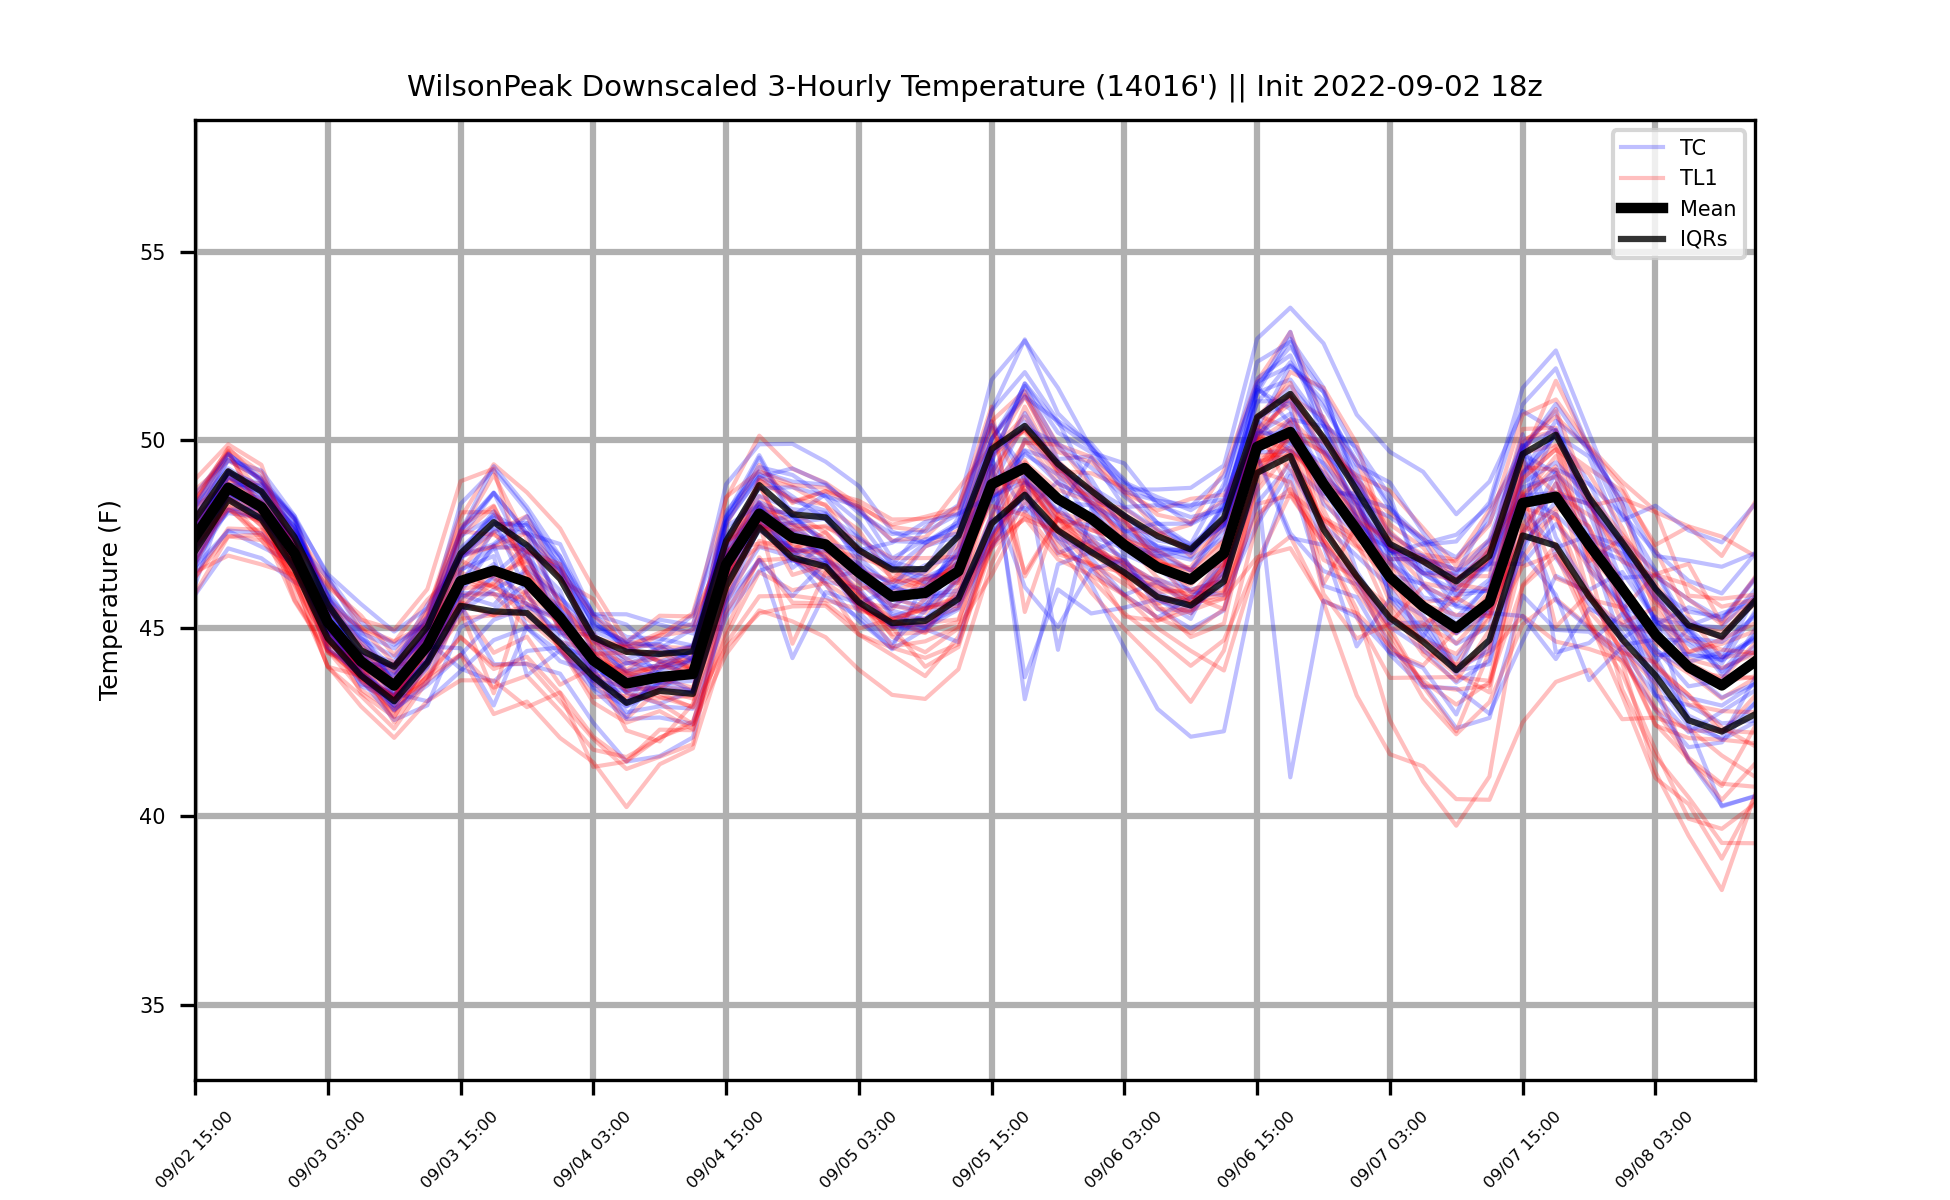 WilsonPeak Downscaled 3-Hourly Temperature (14016') || Init 2022-09-02 18z
TC
TL1
Mean
IQRs
Temperature (F)
55
50
45
40
35
09/02 15:00
09/03 03:00
09/03 15:00
09/04 03:00
09/04 15:00
09/05 03:00
09/05 15:00
09/06 03:00
09/06 15:00
09/07 03:00
09/07 15:00
09/08 03:00